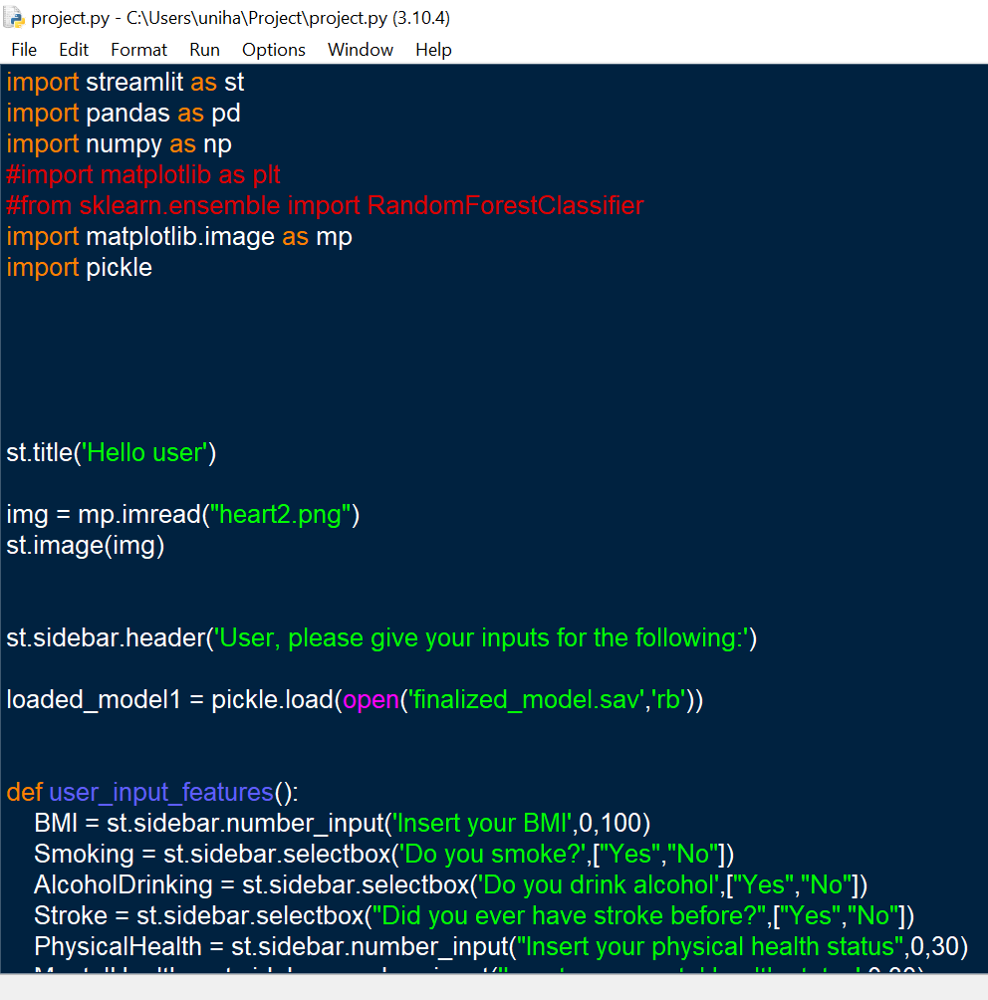 project.py - C:\Users\uniha\Project\project.py (3.10.4)
File Edit Format Run Options Window Help
import streamlit as st
import pandas as pd
import numpy as np
#import matplotlib as plt
#from sklearn.ensemble import RandomForestClassifier
import matplotlib.image as mp
import pickle
st.title('Hello user')
img = mp.imread("heart2.png")
st.image(img)
st.sidebar.header('User, please give your inputs for the following:')
loaded_model1 = pickle.load(open('finalized_model.sav','rb'))
def user_input_features():
BMI = st.sidebar.number_input('Insert your BMI',0,100)
Smoking = st.sidebar.selectbox('Do you smoke?',["Yes","No"])
AlcoholDrinking = st.sidebar.selectbox('Do you drink alcohol',["Yes","No"])
Stroke = st.sidebar.selectbox("Did you ever have stroke before?",["Yes","No"])
PhysicalHealth = st.sidebar.number_input("Insert your physical health status",0,30)